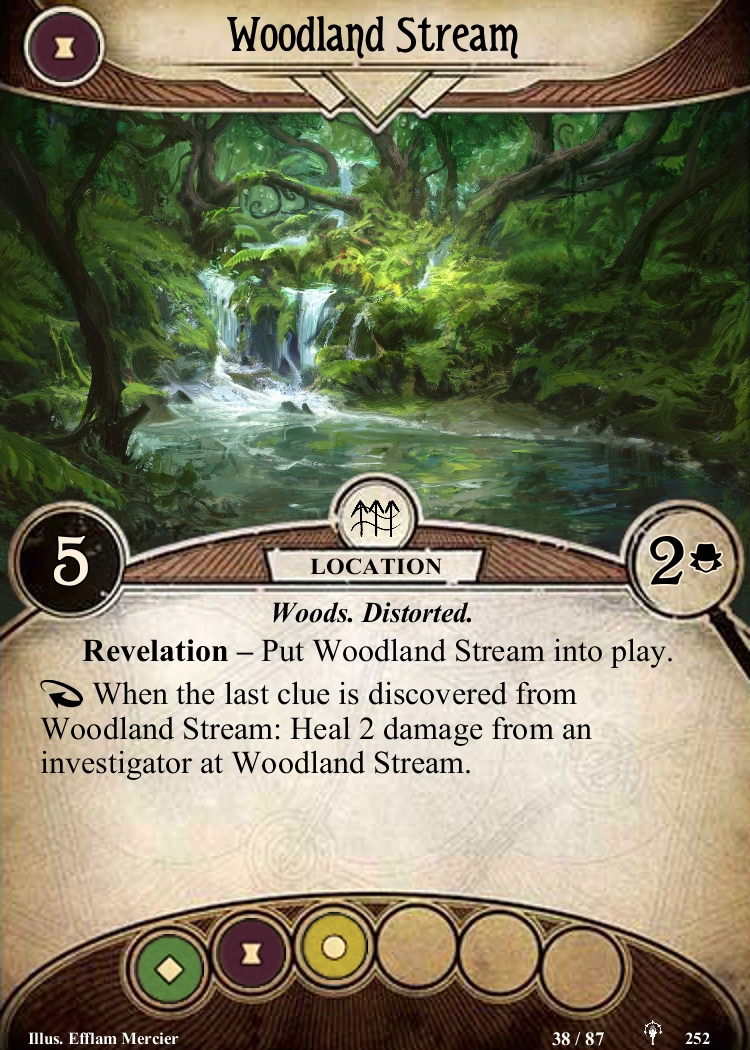 Woodland Stream
5
LOCATION
2
Woods. Distorted.
Revelation – Put Woodland Stream into play.
When the last clue is discovered from
Woodland Stream: Heal 2 damage from an
investigator at Woodland Stream.
Illus. Efflam Mercier
38 / 87
252